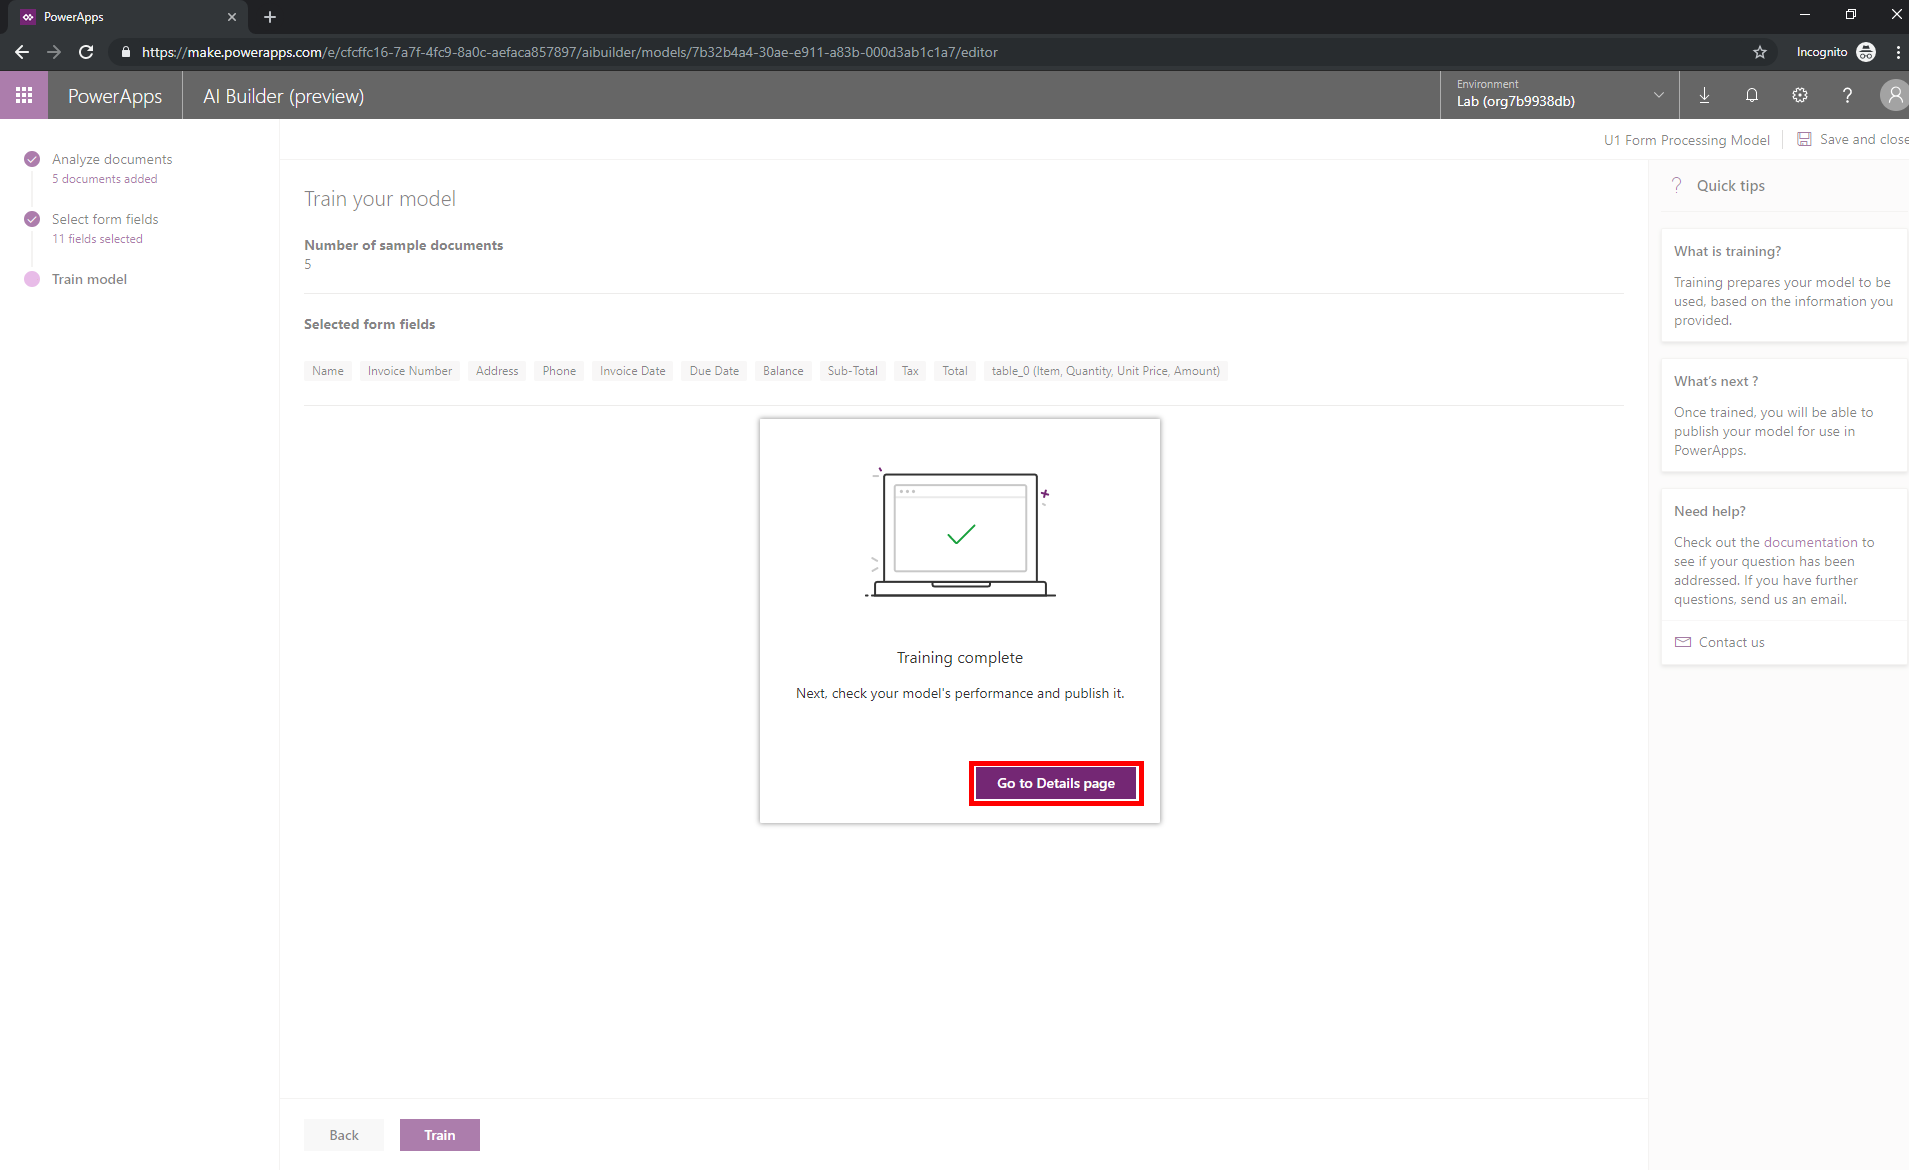 PowerApps
https://make.powerapps.com/e/cfcffc16-7a7f-4fc9-8a0c-aefaca857897/aibuilder/models/7b32b4a4-30ae-e911-a83b-000d3ab1c1a7/editor
Incognito
PowerApps
AI Builder (preview)
Environment
Lab (org7b9938db)
U1 Form Processing Model
Save and close
Analyze documents
5 documents added
Select form fields
11 fields selected
Train model
Train your model
Number of sample documents
5
Selected form fields
Name Invoice Number Address Phone Invoice Date Due Date Balance Sub-Total Tax Total table_0 (Item, Quantity, Unit Price, Amount)
Training complete
Next, check your model's performance and publish it.
Go to Details page
Back
Train
Quick tips
What is training?
Training prepares your model to be
used, based on the information you
provided.
What's next ?
Once trained, you will be able to
publish your model for use in
PowerApps.
Need help?
Check out the documentation to
see if your question has been
addressed. If you have further
questions, send us an email.
Contact us